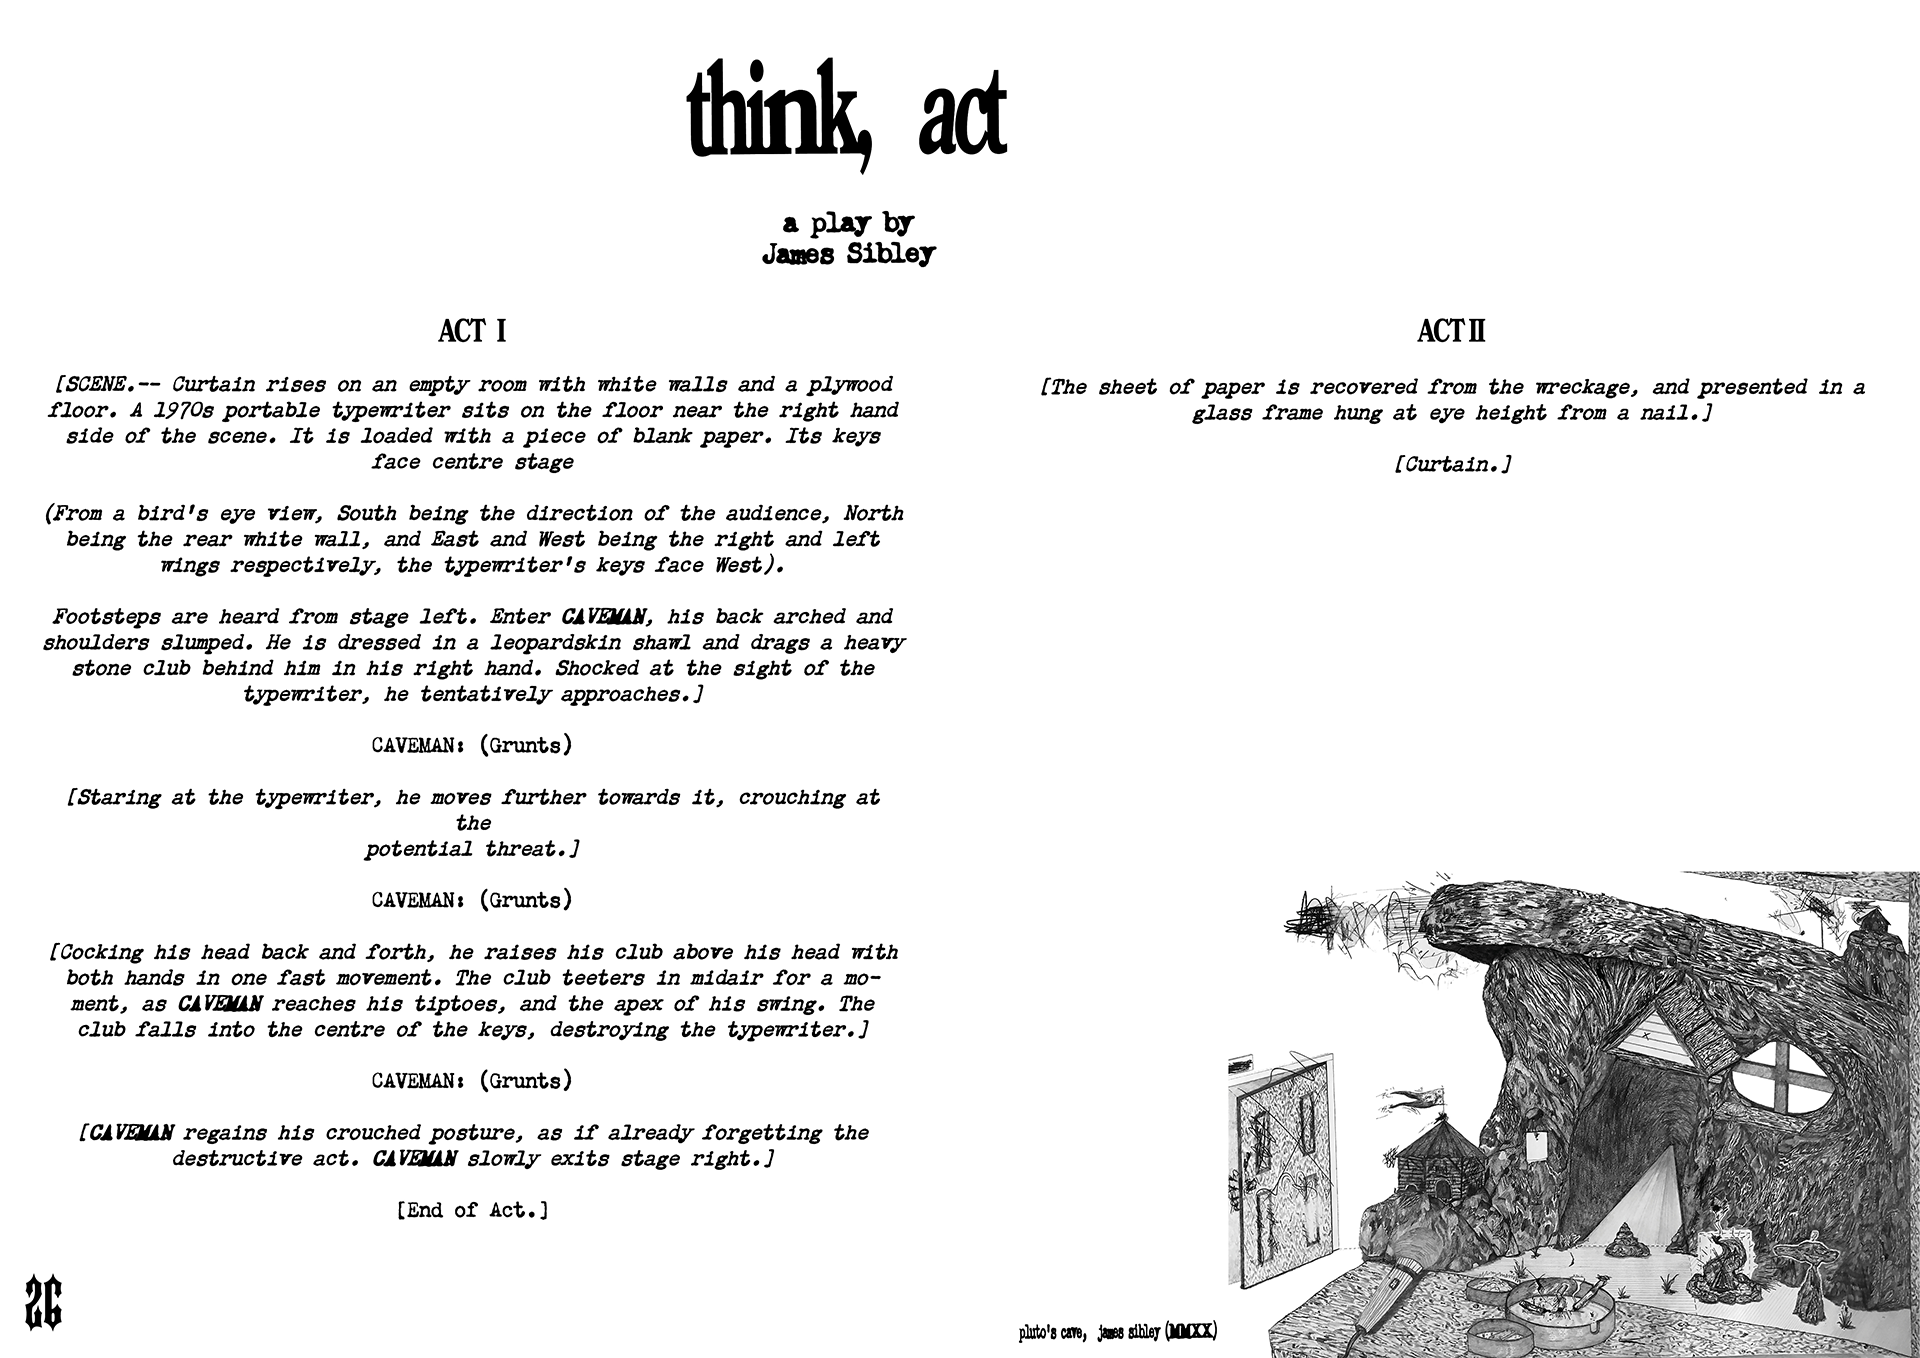 think, act
a play by
James Sibley
ACT I
[SCENE.-- Curtain rises on an empty room with white walls and a plywood
floor. A 1970s portable typewriter sits on the floor near the right hand
side of the scene. It is loaded with a piece of blank paper. Its keys
face centre stage
(From a bird's eye view, South being the direction of the audience, North
being the rear white wall, and East and West being the right and left
wings respectively, the typewriter's keys face West).
Footsteps are heard from stage left. Enter CAVEMAN, his back arched and
shoulders slumped. He is dressed in a leopardskin shawl and drags a heavy
stone club behind him in his right hand. Shocked at the sight of the
typewriter, he tentatively approaches.]
CAVEMAN: (Grunts)
[Staring at the typewriter, he moves further towards it, crouching at
the
potential threat.]
CAVEMAN: (Grunts)
[Cocking his head back and forth, he raises his club above his head with
both hands in one fast movement. The club teeters in midair for a mo-
ment, as CAVEMAN reaches his tiptoes, and the apex of his swing. The
club falls into the centre of the keys, destroying the typewriter.]
CAVEMAN: (Grunts)
[CAVEMAN regains his crouched posture, as if already forgetting the
destructive act. CAVEMAN slowly exits stage right.]
[End of Act.]
26
ACT II
[The sheet of paper is recovered from the wreckage, and presented in a
glass frame hung at eye height from a nail.]
[Curtain.]
pluto's cave, james sibley (MMXX)